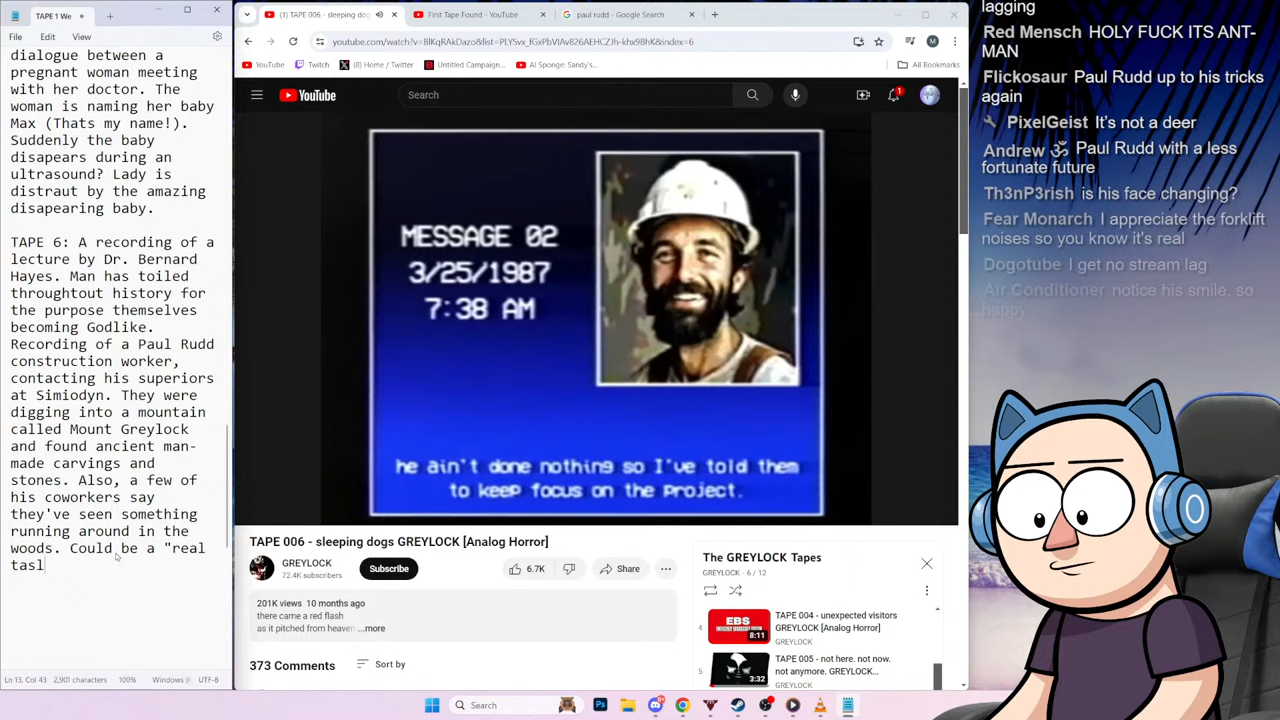 TAPE 1 We
File Edit View
dialogue between a
pregnant woman meeting
with her doctor. The
woman is naming her baby
Max (Thats my name!).
Suddenly the baby
disapears during an
ultrasound? Lady is
distraut by the amazing
disapearing baby.
TAPE 6: A recording of a
lecture by Dr. Bernard
Hayes. Man has toiled
throughtout history for
the purpose themselves
becoming Godlike.
Recording of a Paul Rudd
construction worker,
contacting his superiors
at Simiodyn. They were
digging into a mountain
called Mount Greylock
and found ancient man-
made carvings and
stones. Also, a few of
his coworkers say
they've seen something
running around in the
woods. Could be a "real
tasl
Ln 13, Col 2,901 charact 100% Windows ( UTF-8
(1) TAPE 006 - sleeping dog
First Tape Found - YouTube
paul rudd - Google Search
youtube.com/watch?v=8lKqRAkDazo&list=PLYSvx_fGxPbVIAv826AEHCZJh-khx9BhK&index=6
YouTube Twitch (8) Home / Twitter Untitled Campaign... AI Sponge: Sandy's... All Bookmarks
YouTube
Search
1
MESSAGE 02
3/25/1987
7:38 AM
he ain't done nothing so I've told them
to keep focus on the project.
TAPE 006 - sleeping dogs GREYLOCK [Analog Horror]
GREYLOCK
72.4K subscribers
Subscribe
6.7K
Share
201K views 10 months ago
there came a red flash
as it pitched from heaven ...more
373 Comments
Sort by
The GREYLOCK Tapes
GREYLOCK - 6 / 12
4
EBS
8:11
TAPE 004 - unexpected visitors
GREYLOCK [Analog Horror]
GREYLOCK
5
3:32
TAPE 005 - not here. not now.
not anymore. GREYLOCK...
GREYLOCK
Search
lagging
Red Mensch HOLY FUCK ITS ANT-
MAN
Flickosaur Paul Rudd up to his tricks
again
PixelGeist It's not a deer
Andrew ॐ Paul Rudd with a less
fortunate future
Th3nP3rish is his face changing?
Fear Monarch I appreciate the forklift
noises so you know it's real
Dogotube I get no stream lag
Air Conditioner notice his smile, so
happy